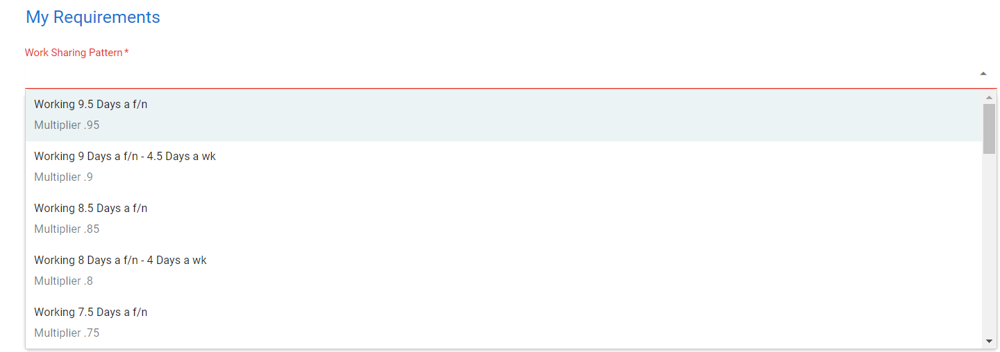 My Requirements
Work Sharing Pattern *
Working 9.5 Days a f/n
Multiplier .95
Working 9 Days a f/n - 4.5 Days a wk
Multiplier .9
Working 8.5 Days a f/n
Multiplier .85
Working 8 Days a f/n - 4 Days a wk
Multiplier .8
Working 7.5 Days a f/n
Multiplier .75